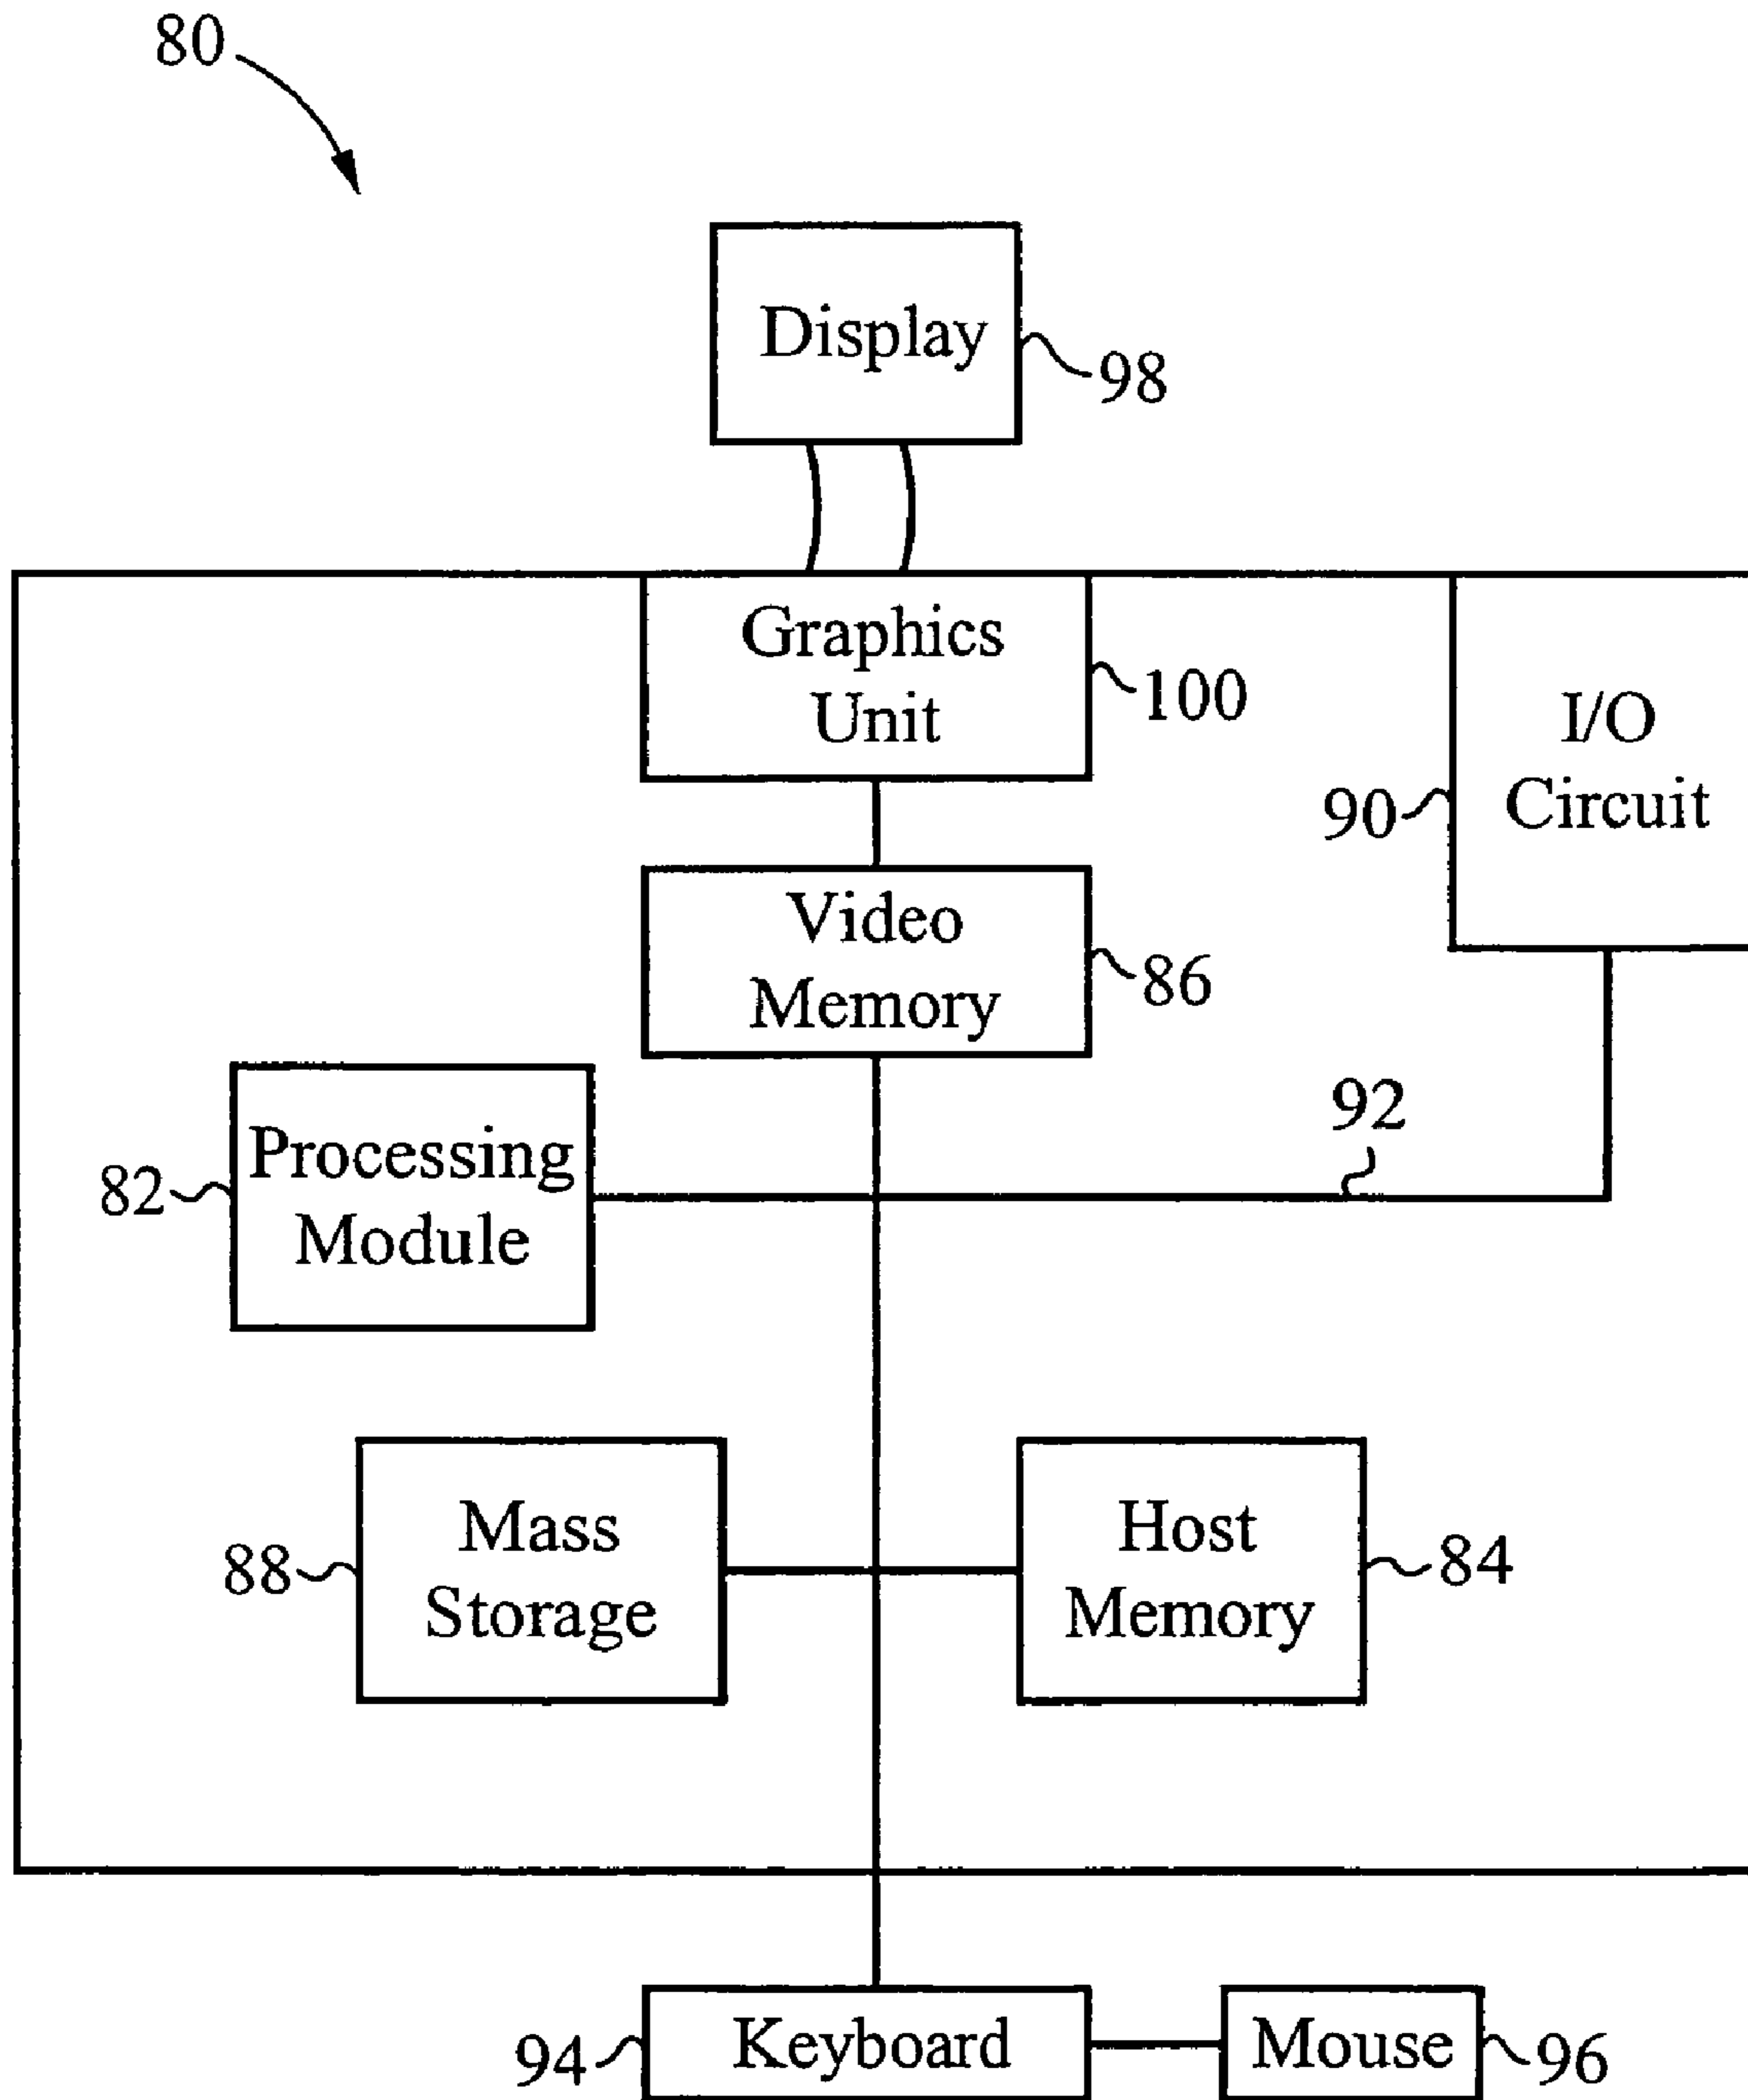 80
Display
98
Graphics
Unit
100
I/O
Circuit
90
Video
Memory
86
92
Processing
Module
82
Mass
Storage
88
Host
Memory
84
94
Keyboard
Mouse
96